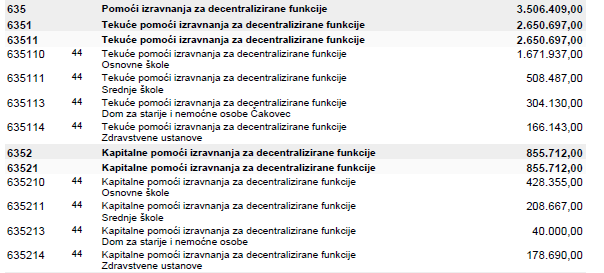 635 Pomoći izravnanja za decentralizirane funkcije 3.506.409,00
6351 Tekuće pomoći izravnanja za decentralizirane funkcije 2.650.697,00
63511 Tekuće pomoći izravnanja za decentralizirane funkcije 2.650.697,00
635110 44 Tekuće pomoći izravnanja za decentralizirane funkcije 1.671.937,00
Osnovne škole
635111 44 Tekuće pomoći izravnanja za decentralizirane funkcije 508.487,00
Srednje škole
635113 44 Tekuće pomoći izravnanja za decentralizirane funkcije 304.130,00
Dom za starije i nemoćne osobe Čakovec
635114 44 Tekuće pomoći izravnanja za decentralizirane funkcije 166.143,00
Zdravstvene ustanove
6352 Kapitalne pomoći izravnanja za decentralizirane funkcije 855.712,00
63521 Kapitalne pomoći izravnanja za decentralizirane funkcije 855.712,00
635210 44 Kapitalne pomoći izravnanja za decentralizirane funkcije 428.355,00
Osnovne škole
635211 44 Kapitalne pomoći izravnanja za decentralizirane funkcije 208.667,00
Srednje škole
635213 44 Kapitalne pomoći izravnanja za decentralizirane funkcije 40.000,00
Dom za starije i nemoćne osobe
635214 44 Kapitalne pomoći izravnanja za decentralizirane funkcije 178.690,00
Zdravstvene ustanove